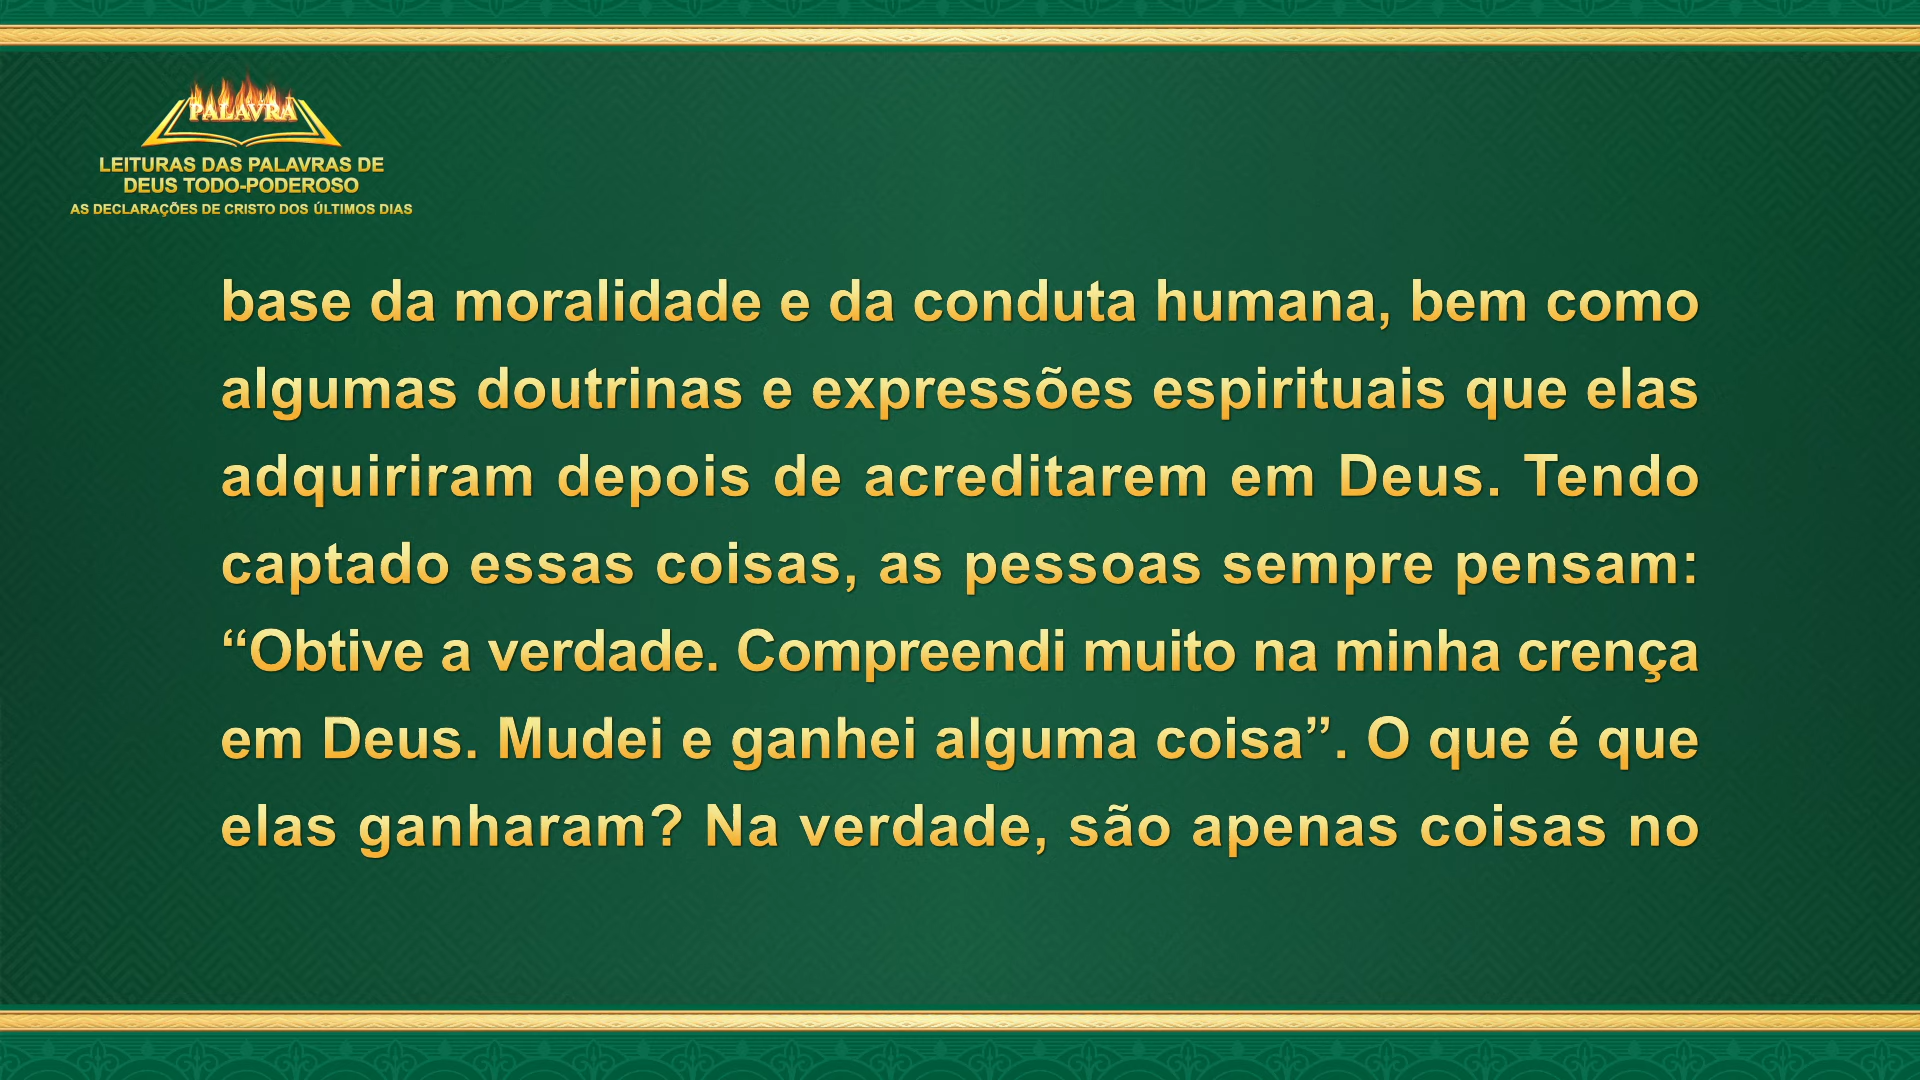 PALAVRA
LEITURAS DAS PALAVRAS DE
DEUS TODO-PODEROSO
AS DECLARAÇÕES DE CRISTO DOS ÚLTIMOS DIAS
base da moralidade e da conduta humana, bem como
algumas doutrinas e expressões espirituais que elas
adquiriram depois de acreditarem em Deus. Tendo
captado essas coisas, as pessoas sempre pensam:
“Obtive a verdade. Compreendi muito na minha crença
em Deus. Mudei e ganhei alguma coisa”. O que é que
elas ganharam? Na verdade, são apenas coisas no